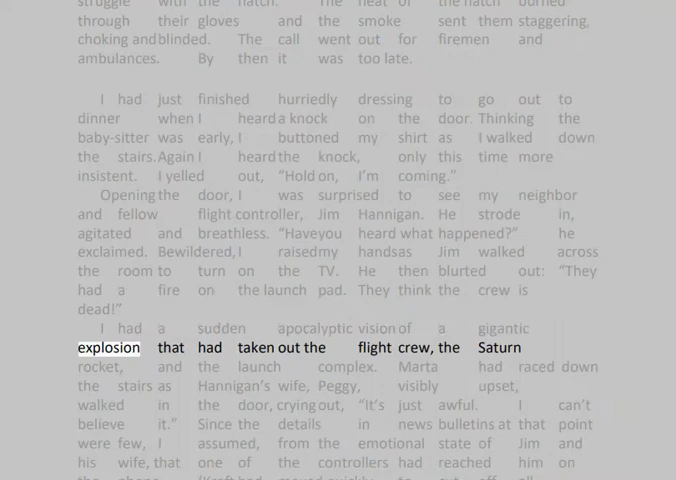 struggle with the hatch. The heat of the hatch burned
through their gloves and the smoke sent them staggering,
choking and blinded. The call went out for firemen and
ambulances. By then it was too late.
I had just finished hurriedly dressing to go out to
dinner when I heard a knock on the door. Thinking the
baby-sitter was early, I buttoned my shirt as I walked down
the stairs. Again I heard the knock, only this time more
insistent. I yelled out, “Hold on, I’m coming.”
Opening the door, I was surprised to see my neighbor
and fellow flight controller, Jim Hannigan. He strode in,
agitated and breathless. “Have you heard what happened?” he
exclaimed. Bewildered, I raised my hands as Jim walked across
the room to turn on the TV. He then blurted out: “They
had a fire on the launch pad. They think the crew is
dead!”
I had a sudden apocalyptic vision of a gigantic
explosion that had taken out the flight crew, the Saturn
rocket, and the launch complex. Marta had raced down
the stairs as Hannigan’s wife, Peggy, visibly upset,
walked in the door, crying out, “It’s just awful. I can’t
believe it.” Since the details in news bulletins at that point
were few, I assumed, from the emotional state of Jim and
his wife, that one of the controllers had reached him on